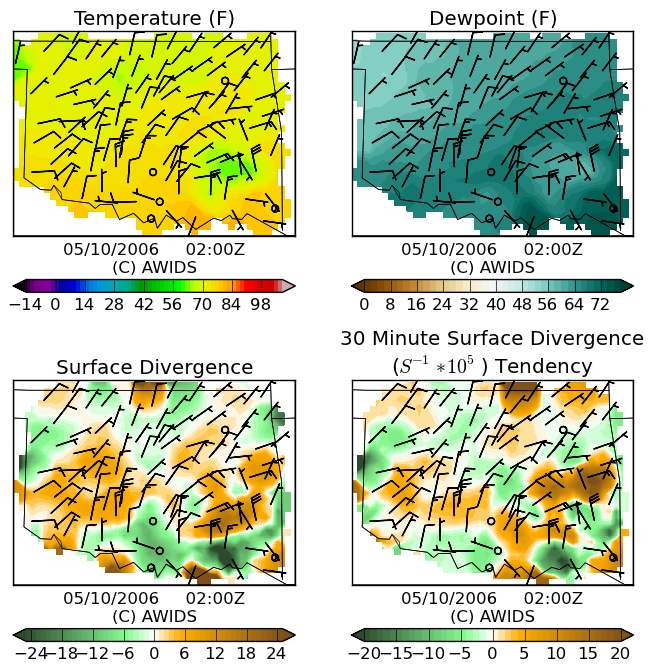 Temperature (F)
Dewpoint (F)
05/10/2006 02:00Z
(C) AWIDS
−14 0 14 28 42 56 70 84 98
05/10/2006 02:00Z
(C) AWIDS
0 8 16 24 32 40 48 56 64 72
Surface Divergence
30 Minute Surface Divergence
(S⁻¹ *10⁵ ) Tendency
05/10/2006 02:00Z
(C) AWIDS
−24−18−12 −6 0 6 12 18 24
05/10/2006 02:00Z
(C) AWIDS
−20−15−10 −5 0 5 10 15 20